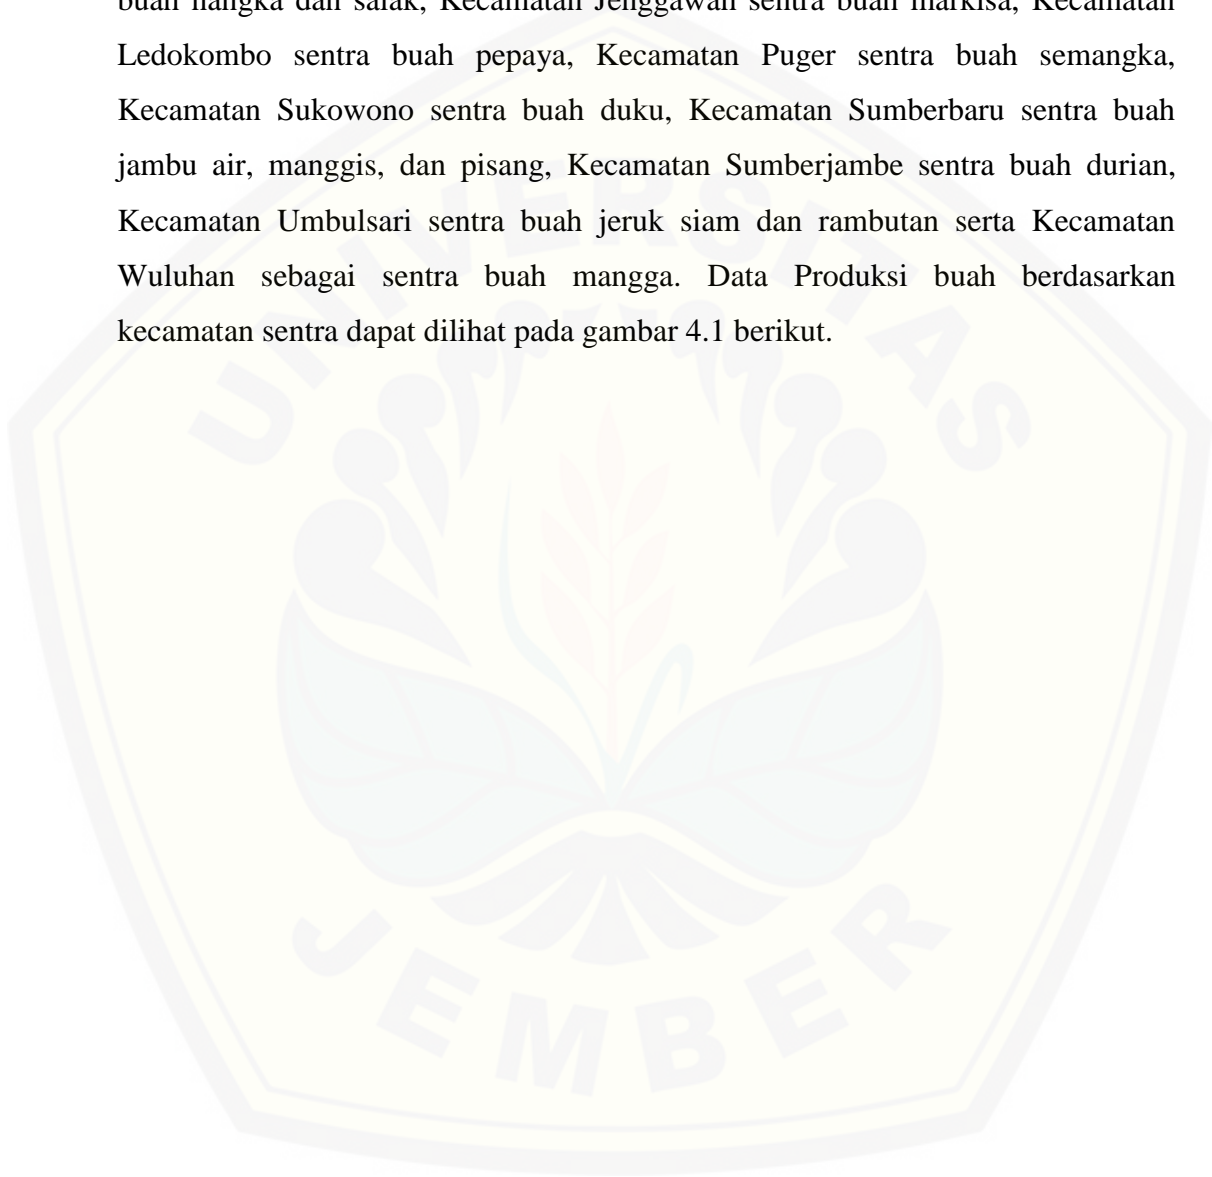 buah nangka dan salak, Kecamatan Jenggawah sentra buah markisa, Kecamatan
Ledokombo sentra buah pepaya, Kecamatan Puger sentra buah semangka,
Kecamatan Sukowono sentra buah duku, Kecamatan Sumberbaru sentra buah
jambu air, manggis, dan pisang, Kecamatan Sumberjambe sentra buah durian,
Kecamatan Umbulsari sentra buah jeruk siam dan rambutan serta Kecamatan
Wuluhan sebagai sentra buah mangga. Data Produksi buah berdasarkan
kecamatan sentra dapat dilihat pada gambar 4.1 berikut.
UNIVERSITAS
JEMBER